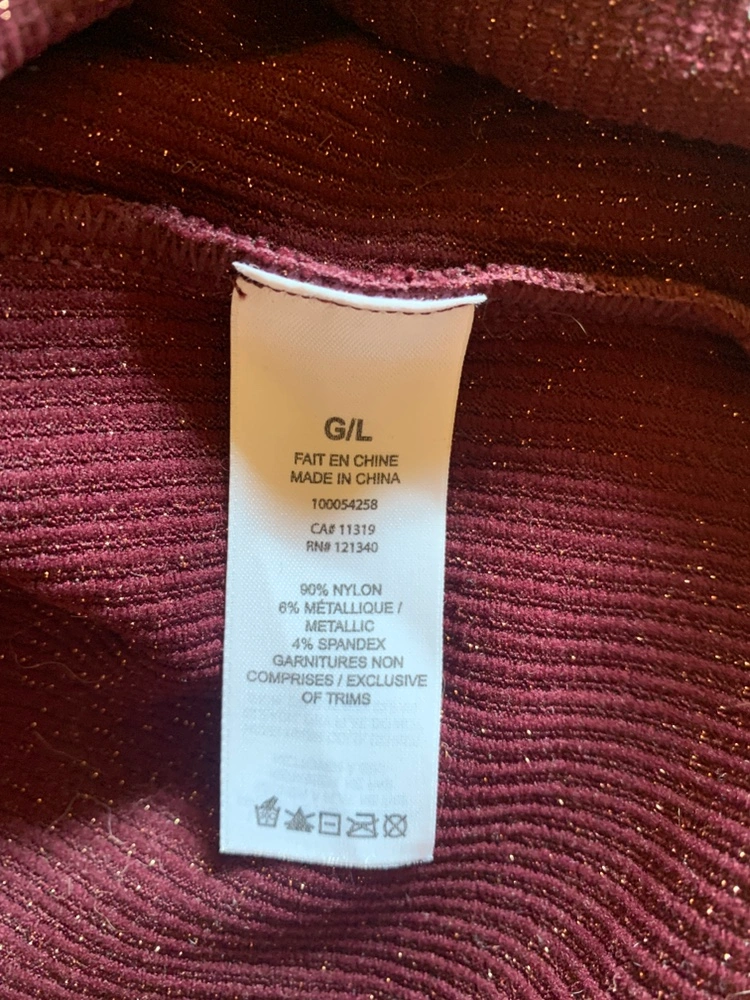 G/L
FAIT EN CHINE
MADE IN CHINA
100054258
CA# 11319
RN# 121340
90% NYLON
6% MÉTALLIQUE /
METALLIC
4% SPANDEX
GARNITURES NON
COMPRISES / EXCLUSIVE
OF TRIMS